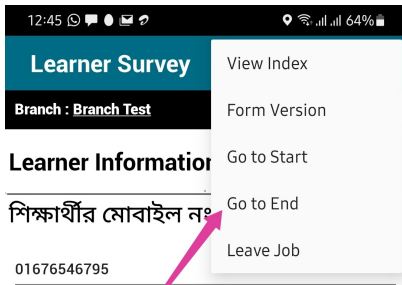 12:45 64%
Learner Survey
View Index
Branch : Branch Test
Form Version
Learner Information
Go to Start
শিক্ষার্থীর মোবাইল নং
Go to End
Leave Job
01676546795